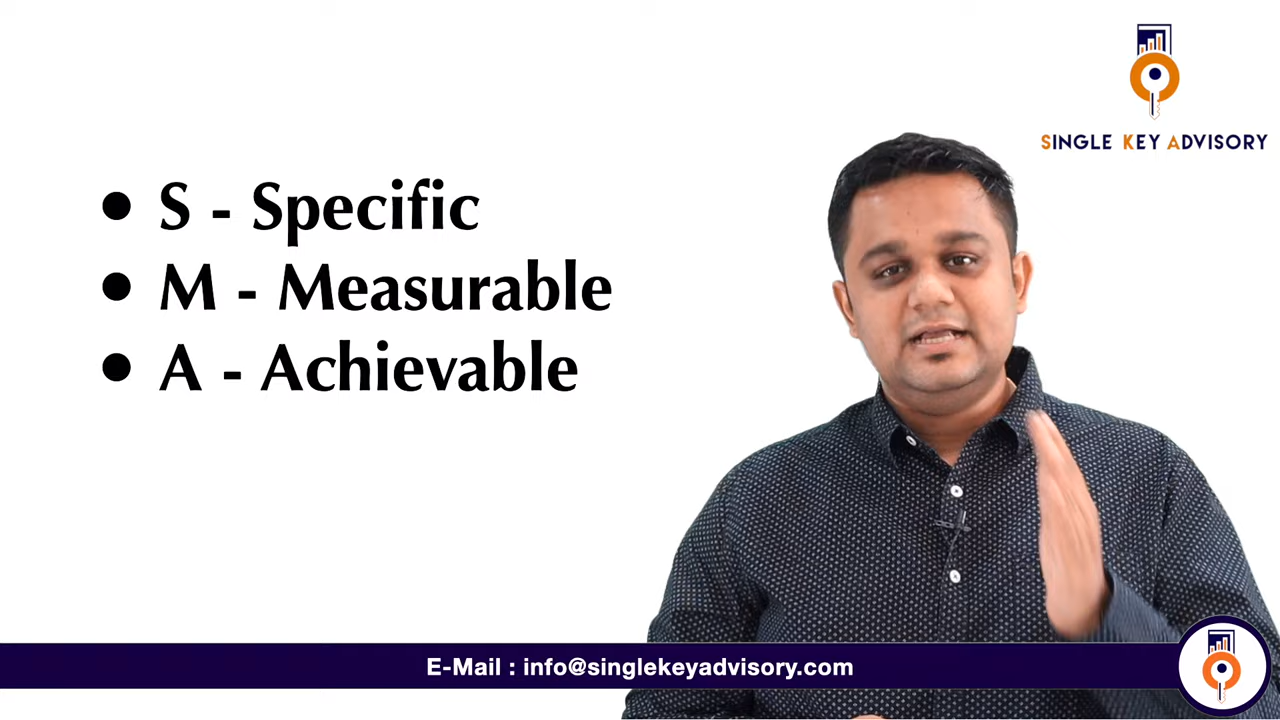 SINGLE KEY ADVISORY
• S - Specific
• M - Measurable
• A - Achievable
E-Mail : info@singlekeyadvisory.com